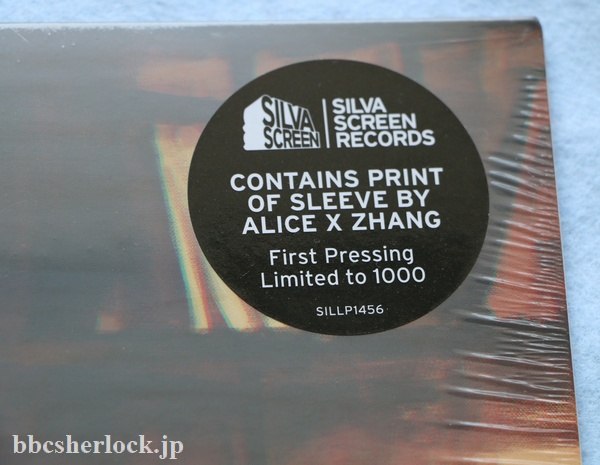 SILVA
SCREEN
SILVA
SCREEN
RECORDS
CONTAINS PRINT
OF SLEEVE BY
ALICE X ZHANG
First Pressing
Limited to 1000
SILLP1456
bbcsherlock.jp